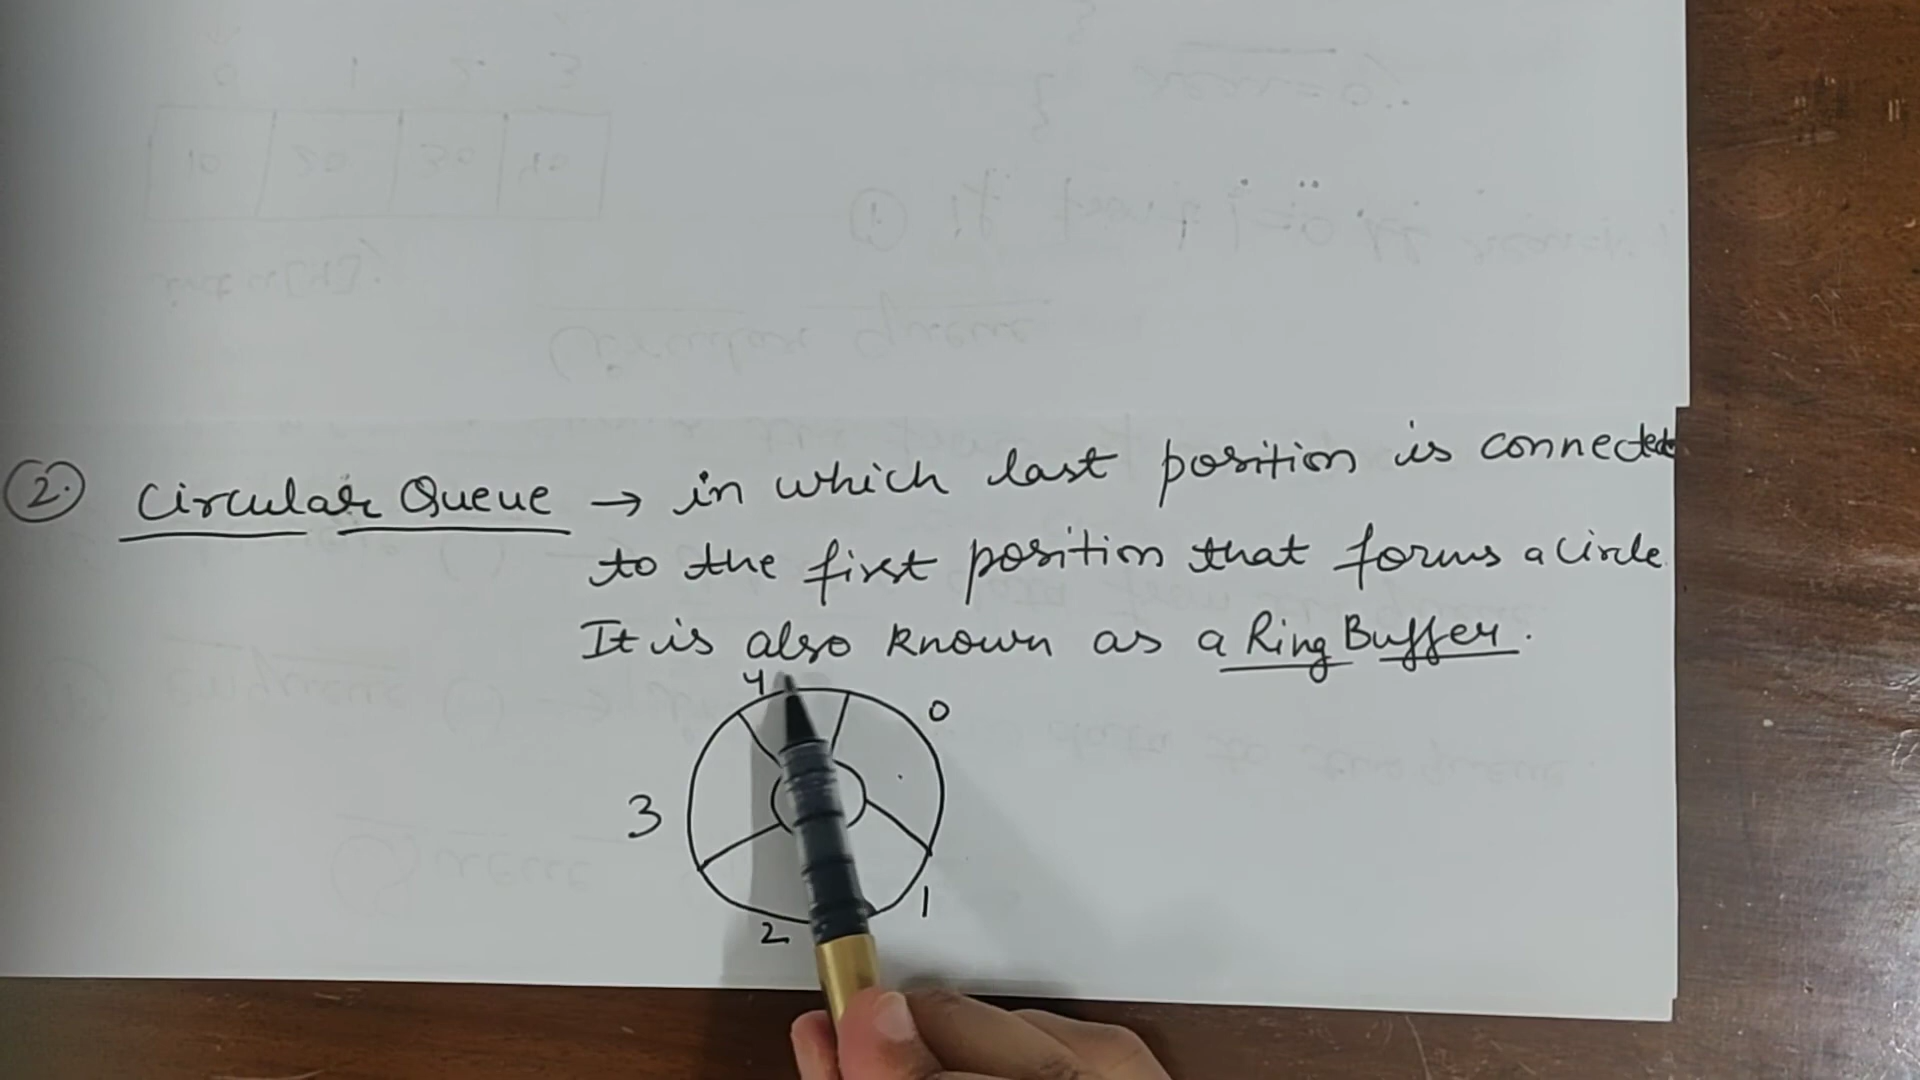 2. Circular Queue → in which last position is connected
to the first position that forms a circle.
It is also known as a Ring Buffer.
4
0
3
1
2